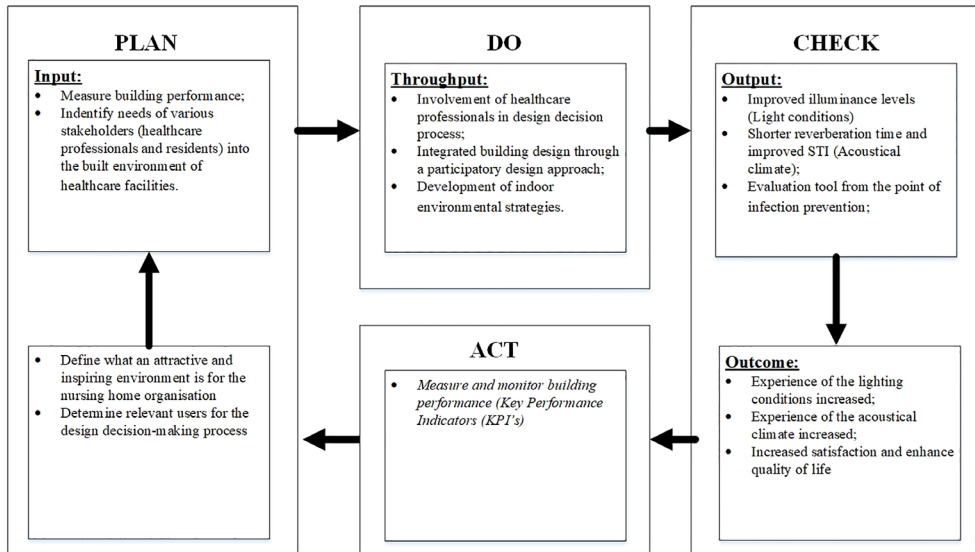 PLAN
Input:
• Measure building performance;
• Indentify needs of various
stakeholders (healthcare
professionals and residents) into
the built environment of
healthcare facilities.
• Define what an attractive and
inspiring environment is for the
nursing home organisation
• Determine relevant users for the
design decision-making process
DO
Throughput:
• Involvement of healthcare
professionals in design decision
process;
• Integrated building design through
a participatory design approach;
• Development of indoor
environmental strategies.
CHECK
Output:
• Improved illuminance levels
(Light conditions)
• Shorter reverberation time and
improved STI (Acoustical
climate);
• Evaluation tool from the point of
infection prevention;
Outcome:
• Experience of the lighting
conditions increased;
• Experience of the acoustical
climate increased;
• Increased satisfaction and enhance
quality of life
ACT
• Measure and monitor building
performance (Key Performance
Indicators (KPI's)